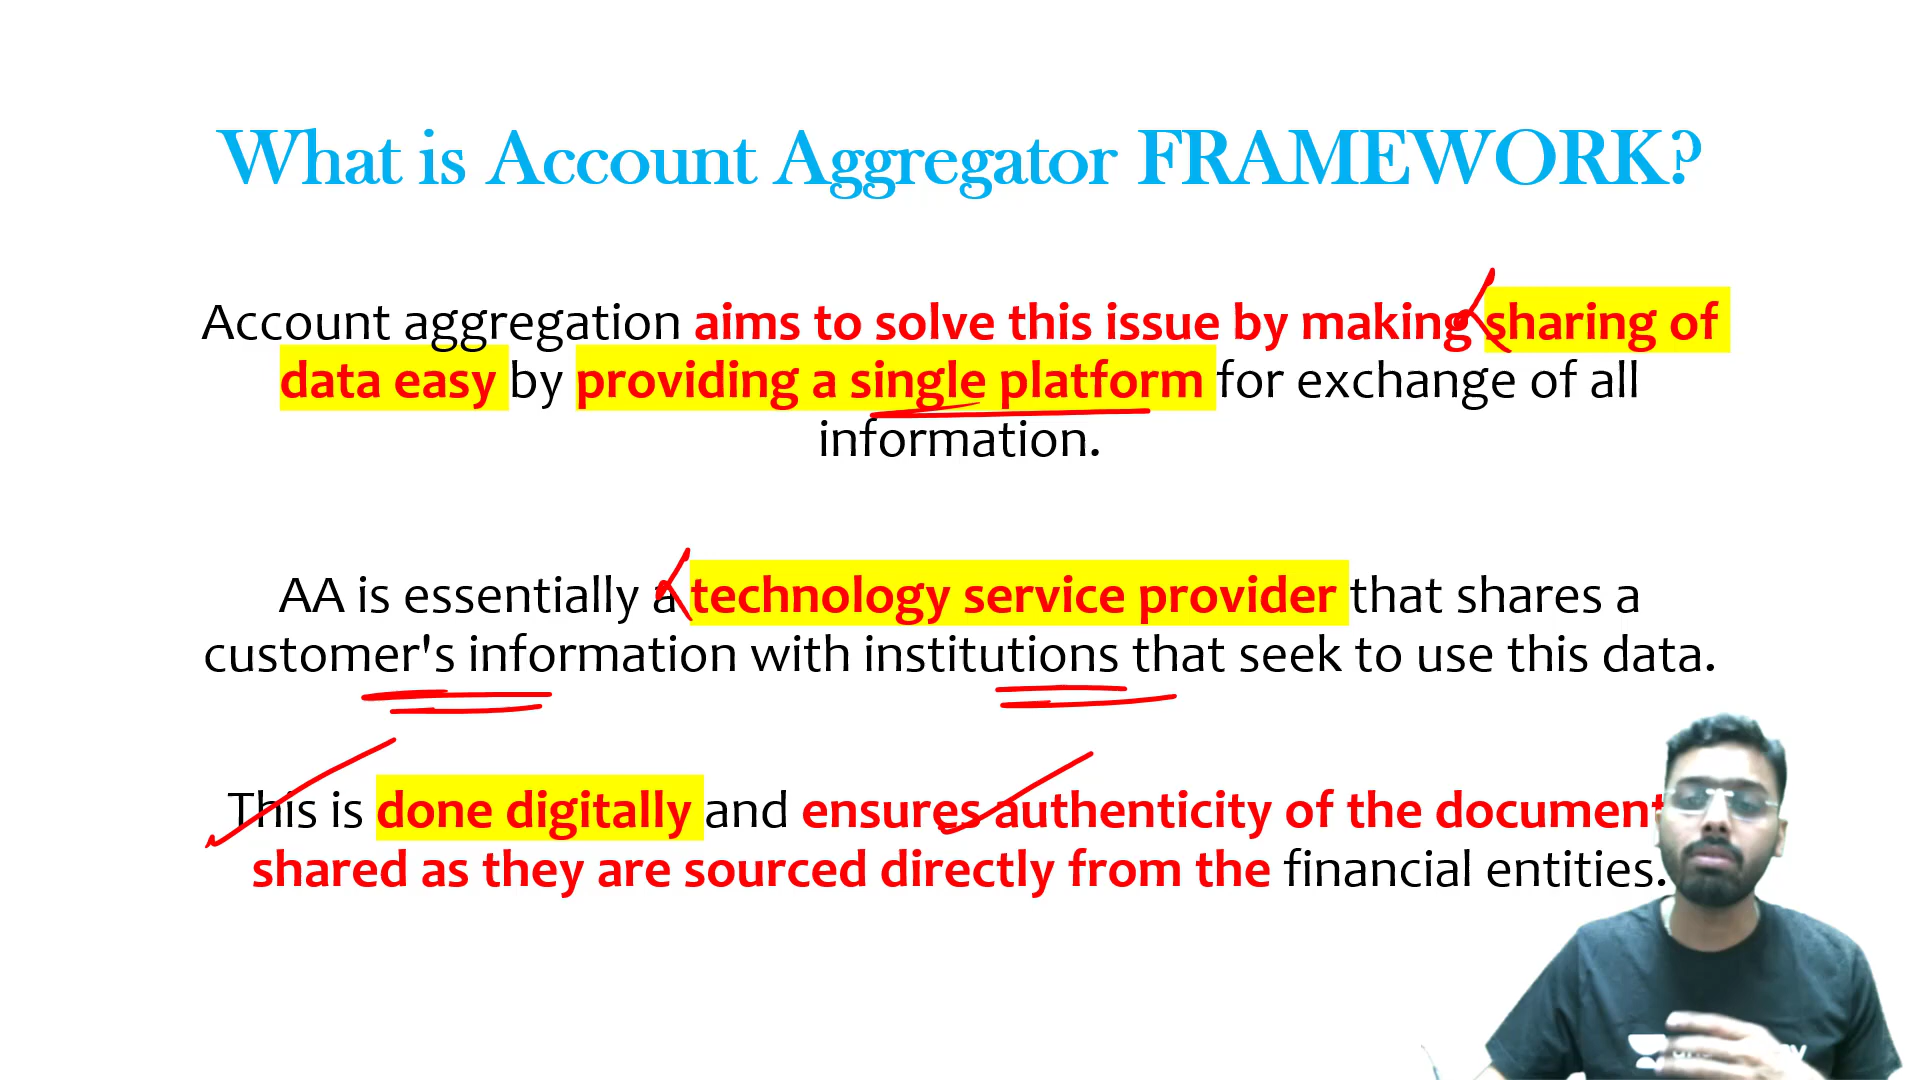 What is Account Aggregator FRAMEWORK?
Account aggregation aims to solve this issue by making sharing of
data easy by providing a single platform for exchange of all
information.
AA is essentially a technology service provider that shares a
customer's information with institutions that seek to use this data.
This is done digitally and ensures authenticity of the document
shared as they are sourced directly from the financial entities.